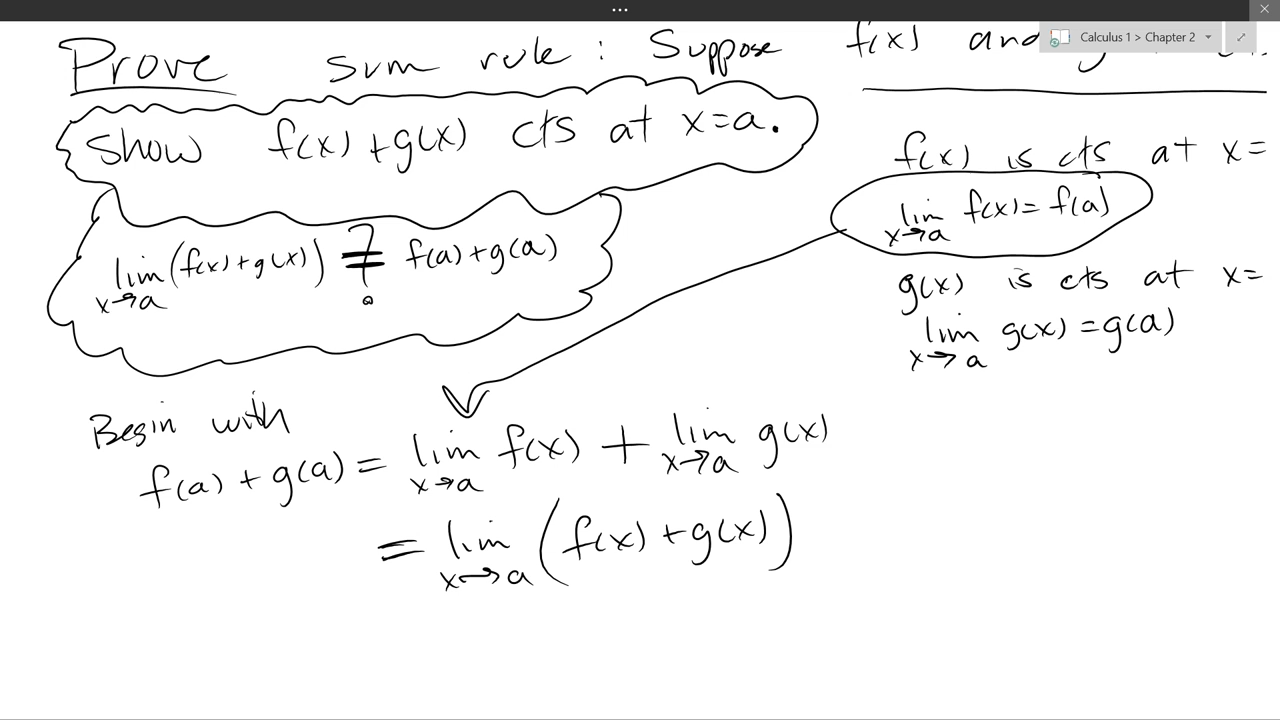 Calculus 1 > Chapter 2
Prove sum rule: Suppose f(x) and
show f(x)+g(x) cts at x=a.
f(x) is cts at x=
lim x→a f(x)=f(a)
lim x→a (f(x)+g(x)) =? f(a)+g(a)
g(x) is cts at x=
lim x→a g(x)=g(a)
Begin with
f(a)+g(a) = lim x→a f(x) + lim x→a g(x)
= lim x→a (f(x)+g(x))